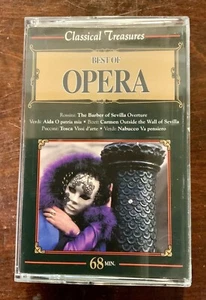 Classical Treasures
BEST OF
OPERA
Rossini: The Barber of Sevilla Overture
Verdi: Aida O patria mia • Bizet: Carmen Outside the Wall of Sevilla
Puccini: Tosca Vissi d'arte • Verdi: Nabucco Va pensiero
68 MIN.